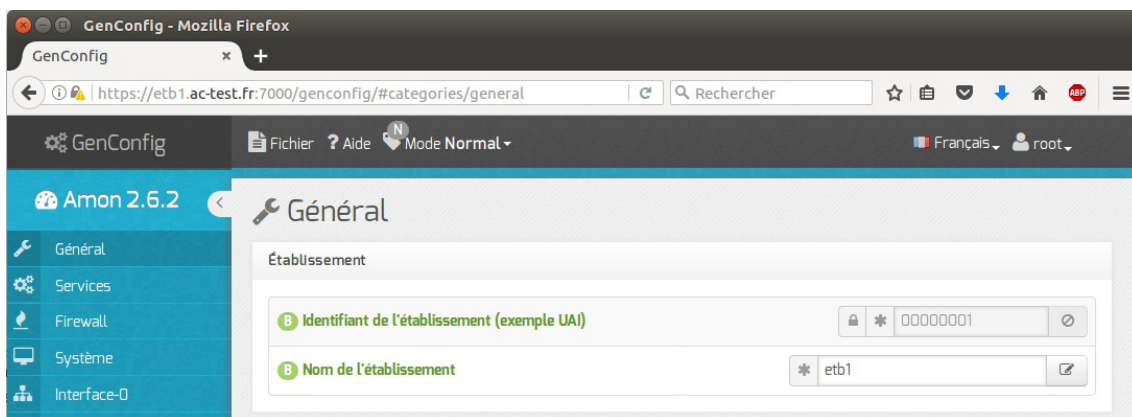 GenConfig - Mozilla Firefox
GenConfig × +
https://etb1.ac-test.fr:7000/genconfig/#categories/general Rechercher ABP
GenConfig Fichier ? Aide N Mode Normal Français root
Amon 2.6.2
Général
Général
Établissement
Services
B Identifiant de l'établissement (exemple UAI) * 00000001
Firewall
Système
B Nom de l'établissement * etb1
Interface-0